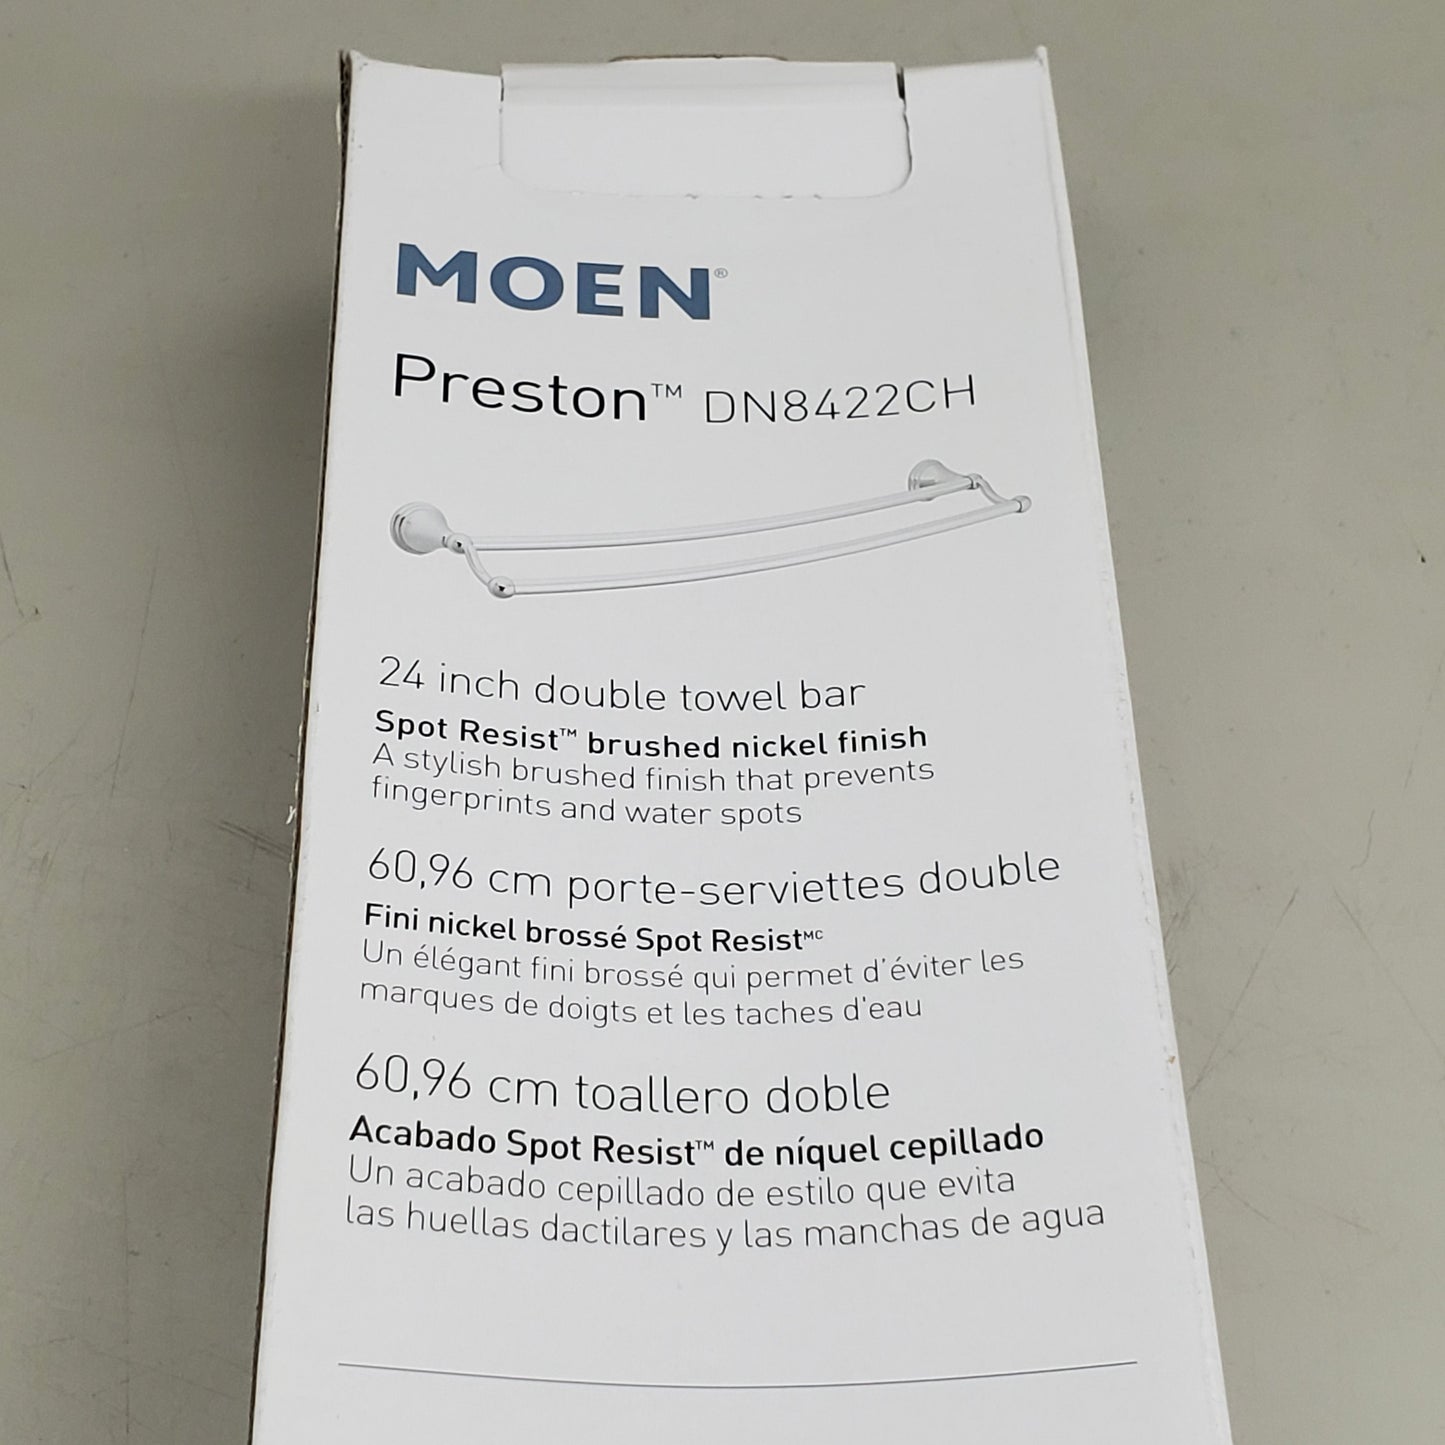 MOEN®
Preston™ DN8422CH
24 inch double towel bar
Spot Resist™ brushed nickel finish
A stylish brushed finish that prevents
fingerprints and water spots
60,96 cm porte-serviettes double
Fini nickel brossé Spot Resistᴹᶜ
Un élégant fini brossé qui permet d'éviter les
marques de doigts et les taches d'eau
60,96 cm toallero doble
Acabado Spot Resist™ de níquel cepillado
Un acabado cepillado de estilo que evita
las huellas dactilares y las manchas de agua